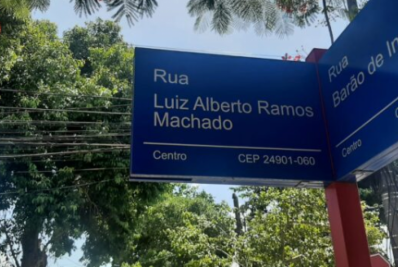 Rua
Luiz Alberto Ramos
Machado
Centro CEP 24901-060
Rua
Barão de
Centro